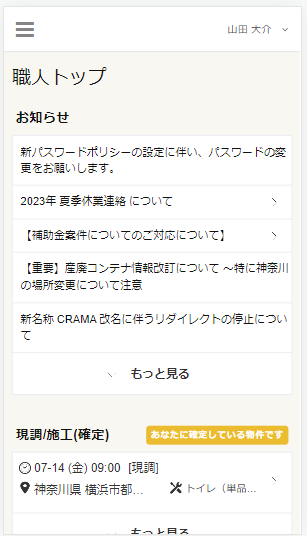 山田 大介
職人トップ
お知らせ
新パスワードポリシーの設定に伴い、パスワードの変
更をお願いします。
2023年 夏季休業連絡 について
【補助金案件についてのご対応について】
【重要】産廃コンテナ情報改訂について ～特に神奈川
の場所変更について注意
新名称 CRAMA 改名に伴うリダイレクトの停止につい
て
もっと見る
現調/施工(確定)
あなたに確定している物件です
07-14 (金) 09:00 [現調]
神奈川県 横浜市都…
トイレ（単品…
もっと見る